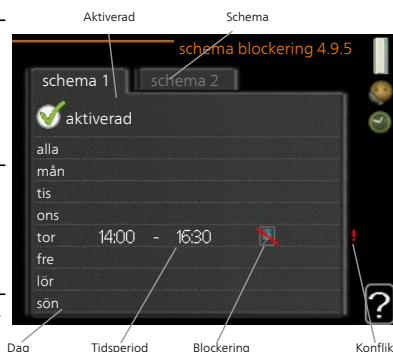 Aktiverad Schema
schema blockering 4.9.5
schema 1 schema 2
aktiverad
alla
mån
tis
ons
tor 14:00 - 16:30 !
fre
lör
sön
?
Dag Tidsperiod Blockering Konflik